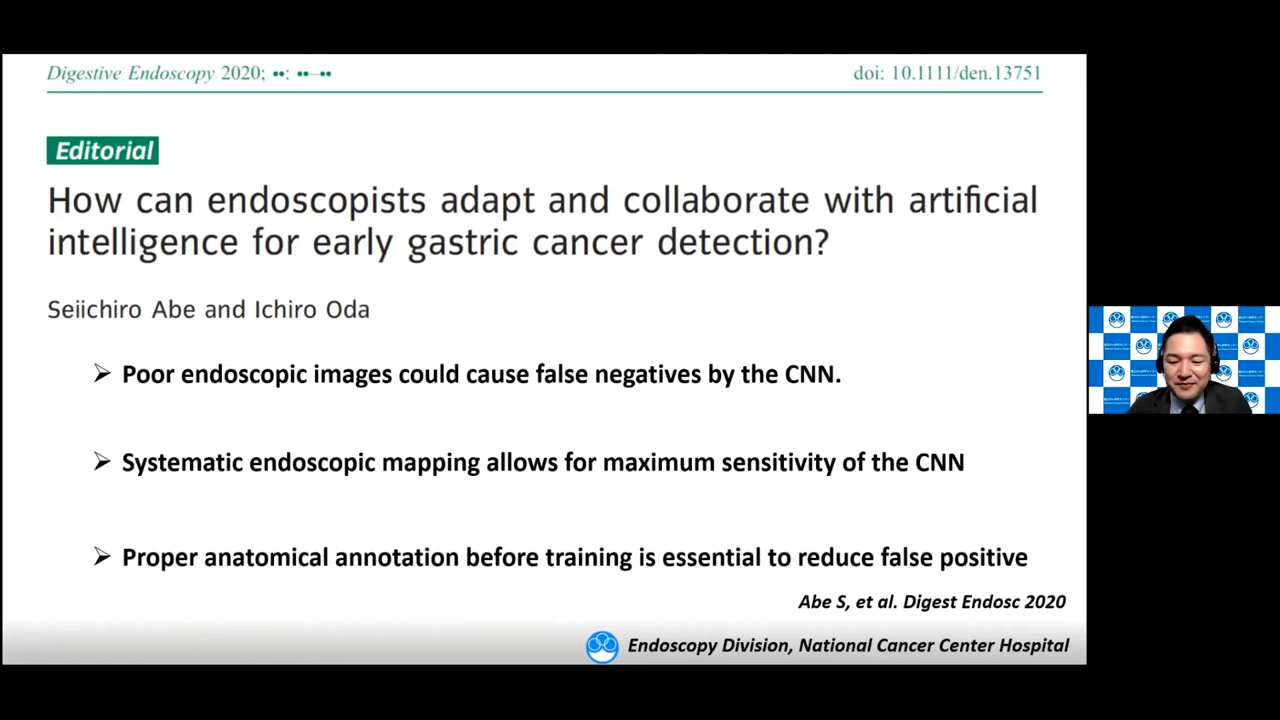 Digestive Endoscopy 2020; ••: ••–••
doi: 10.1111/den.13751
Editorial
How can endoscopists adapt and collaborate with artificial
intelligence for early gastric cancer detection?
Seiichiro Abe and Ichiro Oda
➢ Poor endoscopic images could cause false negatives by the CNN.
➢ Systematic endoscopic mapping allows for maximum sensitivity of the CNN
➢ Proper anatomical annotation before training is essential to reduce false positive
Abe S, et al. Digest Endosc 2020
Endoscopy Division, National Cancer Center Hospital